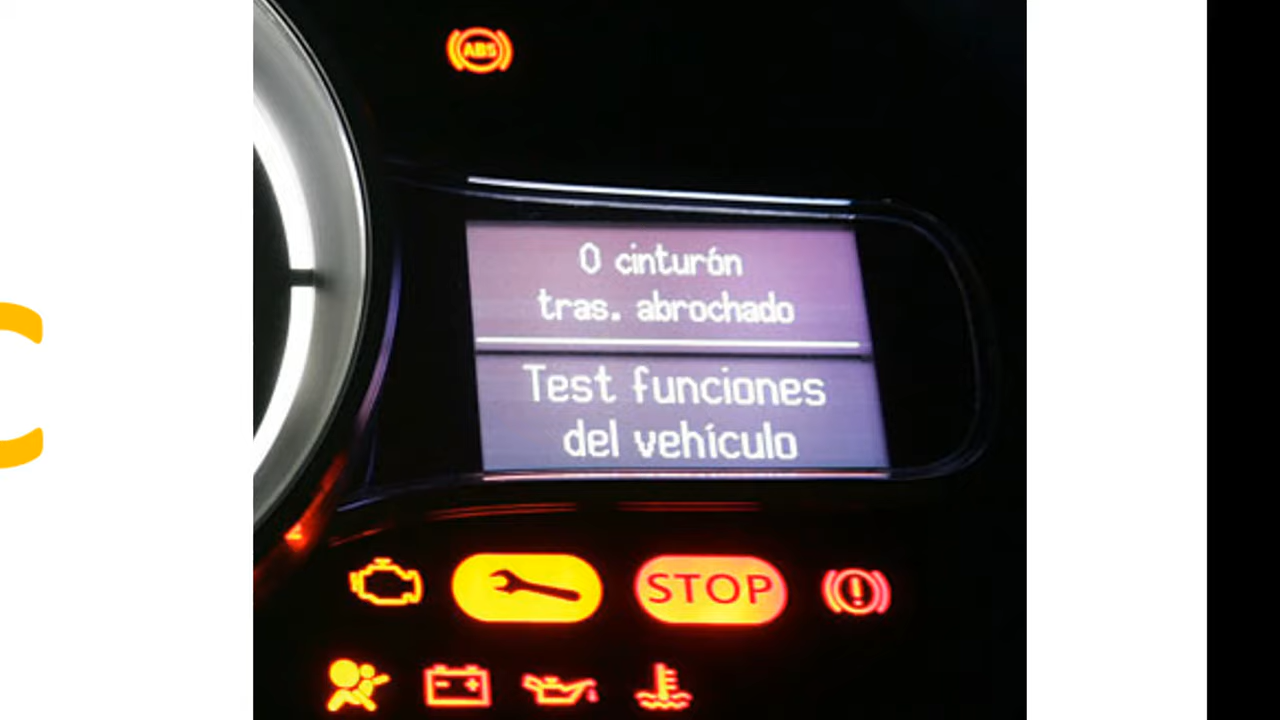 ABS
0 cinturón
tras. abrochado
Test funciones
del vehículo
STOP